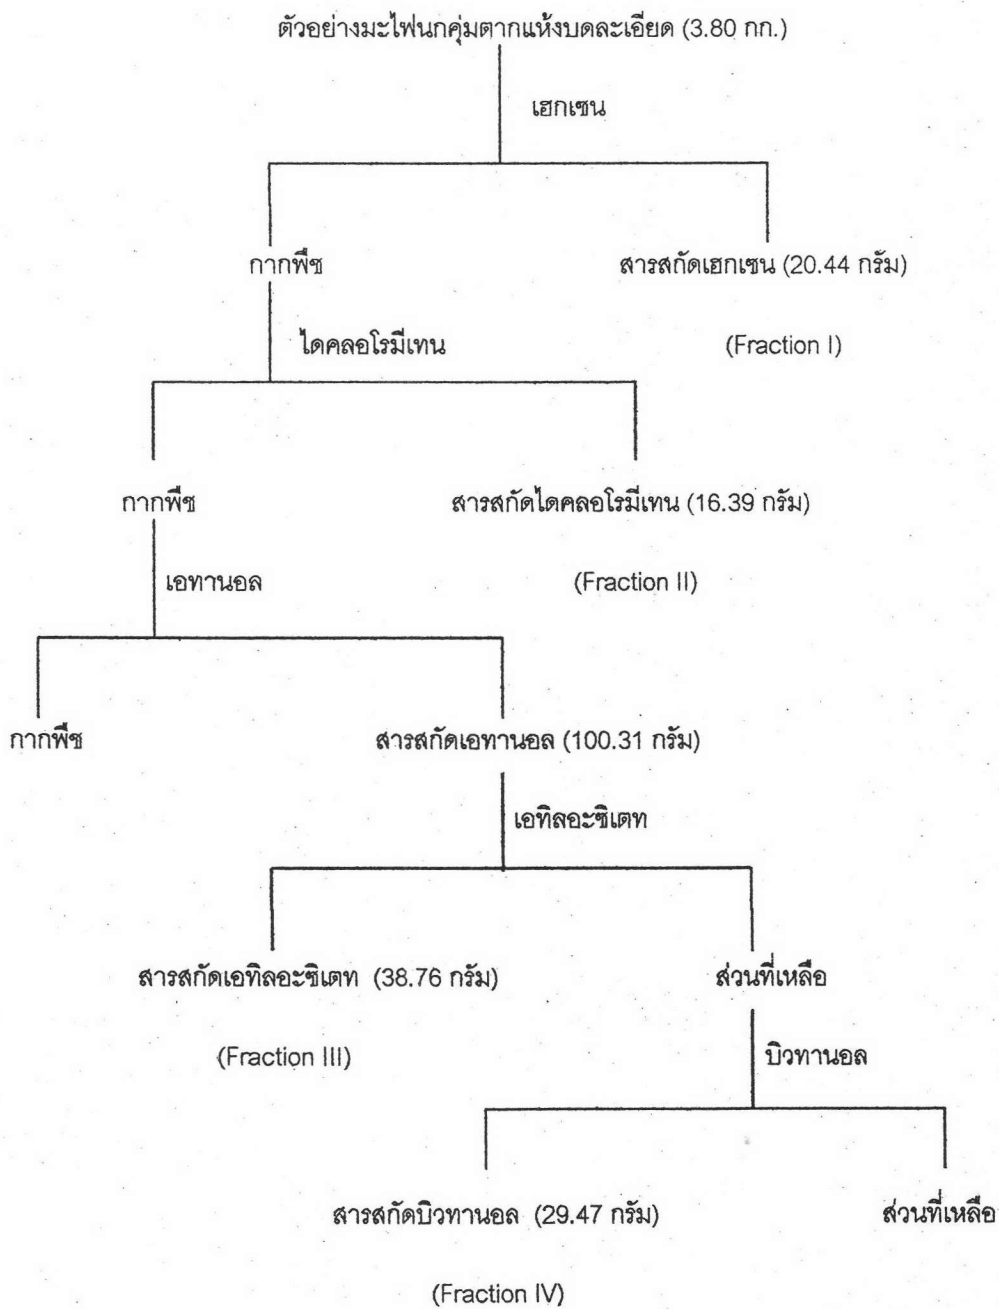 ตัวอย่างมะไฟนกคุ่มตากแห้งบดละเอียด (3.80 กก.)
เฮกเซน
กากพืช
สารสกัดเฮกเซน (20.44 กรัม)
ไดคลอโรมีเทน
(Fraction I)
กากพืช
สารสกัดไดคลอโรมีเทน (16.39 กรัม)
เอทานอล
(Fraction II)
กากพืช
สารสกัดเอทานอล (100.31 กรัม)
เอทิลอะซิเตท
สารสกัดเอทิลอะซิเตท (38.76 กรัม)
ส่วนที่เหลือ
(Fraction III)
บิวทานอล
สารสกัดบิวทานอล (29.47 กรัม)
ส่วนที่เหลือ
(Fraction IV)